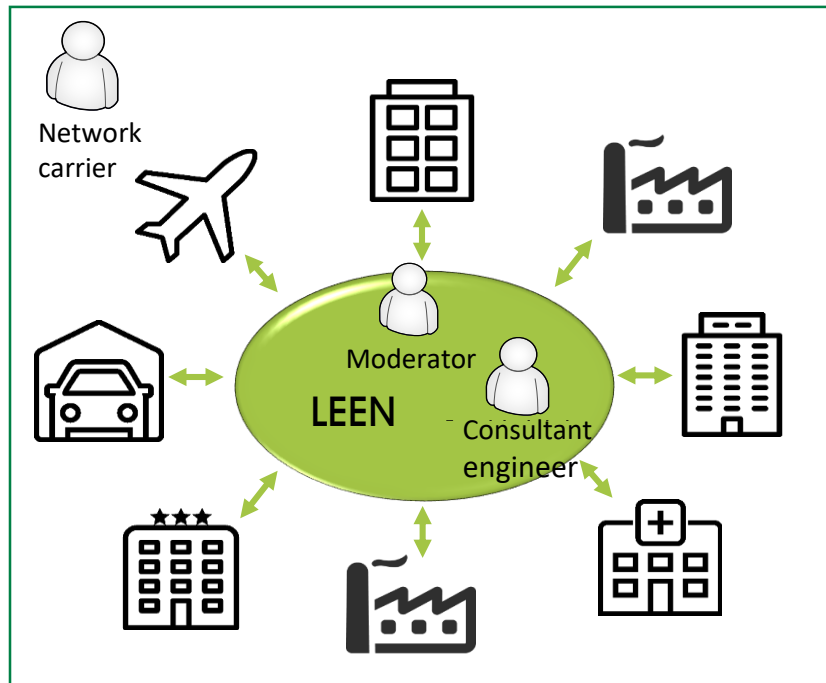 Network
carrier
Moderator
LEEN
Consultant
engineer